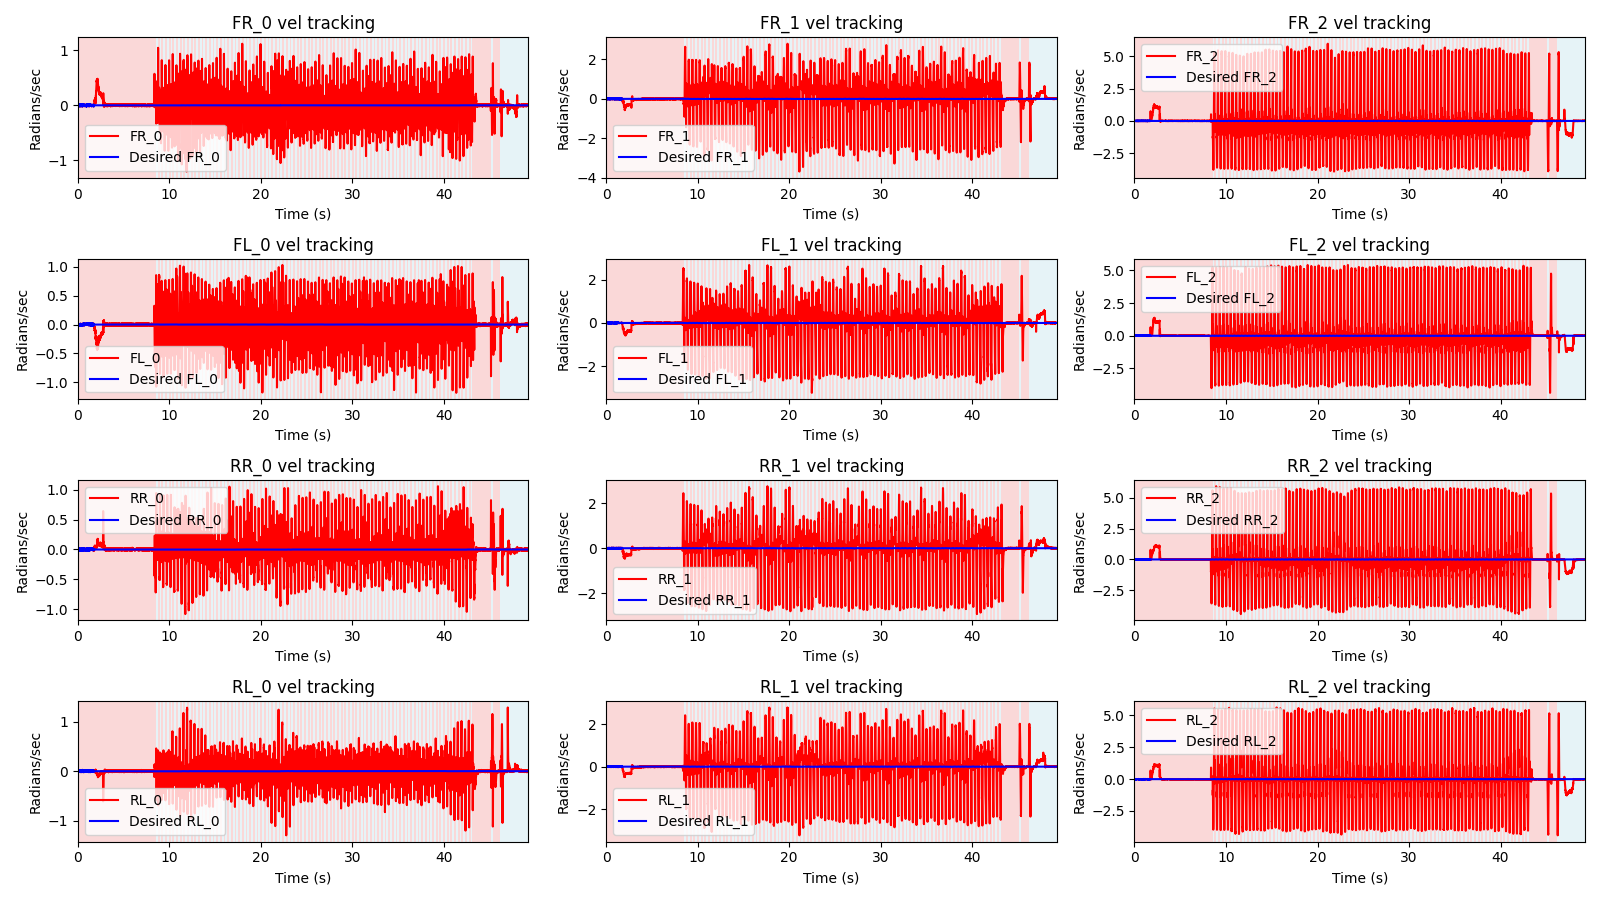 FR_0 vel tracking
Radians/sec
1
0
−1
FR_0
Desired FR_0
0 10 20 30 40
Time (s)
FR_1 vel tracking
Radians/sec
2
0
−2
−4
FR_1
Desired FR_1
0 10 20 30 40
Time (s)
FR_2 vel tracking
Radians/sec
5.0
2.5
0.0
−2.5
FR_2
Desired FR_2
0 10 20 30 40
Time (s)
FL_0 vel tracking
Radians/sec
1.0
0.5
0.0
−0.5
−1.0
FL_0
Desired FL_0
0 10 20 30 40
Time (s)
FL_1 vel tracking
Radians/sec
2
0
−2
FL_1
Desired FL_1
0 10 20 30 40
Time (s)
FL_2 vel tracking
Radians/sec
5.0
2.5
0.0
−2.5
FL_2
Desired FL_2
0 10 20 30 40
Time (s)
RR_0 vel tracking
Radians/sec
1.0
0.5
0.0
−0.5
−1.0
RR_0
Desired RR_0
0 10 20 30 40
Time (s)
RR_1 vel tracking
Radians/sec
2
0
−2
RR_1
Desired RR_1
0 10 20 30 40
Time (s)
RR_2 vel tracking
Radians/sec
5.0
2.5
0.0
−2.5
RR_2
Desired RR_2
0 10 20 30 40
Time (s)
RL_0 vel tracking
Radians/sec
1
0
−1
RL_0
Desired RL_0
0 10 20 30 40
Time (s)
RL_1 vel tracking
Radians/sec
2
0
−2
RL_1
Desired RL_1
0 10 20 30 40
Time (s)
RL_2 vel tracking
Radians/sec
5.0
2.5
0.0
−2.5
RL_2
Desired RL_2
0 10 20 30 40
Time (s)